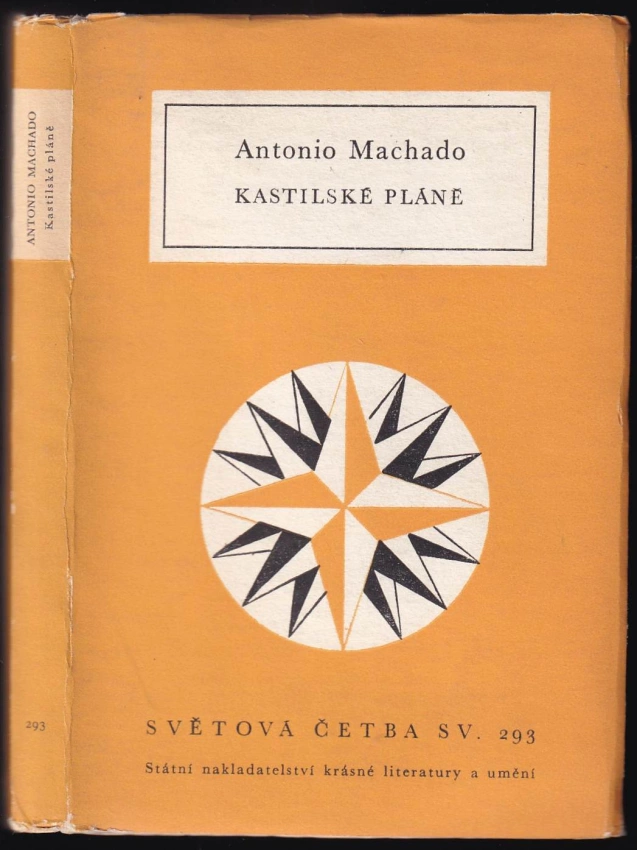 ANTONIO MACHADO
Kastilské pláně
293
Antonio Machado
KASTILSKÉ PLÁNĚ
SVĚTOVÁ ČETBA SV. 293
Státní nakladatelství krásné literatury a umění